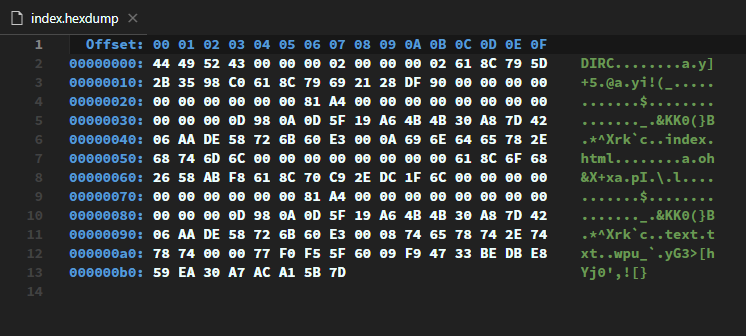 index.hexdump
1 Offset: 00 01 02 03 04 05 06 07 08 09 0A 0B 0C 0D 0E 0F
2 00000000: 44 49 52 43 00 00 00 02 00 00 00 02 61 8C 79 5D DIRC........a.y]
3 00000010: 2B 35 98 C0 61 8C 79 69 21 28 DF 90 00 00 00 00 +5.@a.yi!(_.....
4 00000020: 00 00 00 00 00 00 81 A4 00 00 00 00 00 00 00 00 .......$........
5 00000030: 00 00 00 0D 98 0A 0D 5F 19 A6 4B 4B 30 A8 7D 42 ......._.&KK0(}B
6 00000040: 06 AA DE 58 72 6B 60 E3 00 0A 69 6E 64 65 78 2E .*^Xrk`c..index.
7 00000050: 68 74 6D 6C 00 00 00 00 00 00 00 00 61 8C 6F 68 html........a.oh
8 00000060: 26 58 AB F8 61 8C 70 C9 2E DC 1F 6C 00 00 00 00 &X+xa.pI.\.l....
9 00000070: 00 00 00 00 00 00 81 A4 00 00 00 00 00 00 00 00 .......$........
10 00000080: 00 00 00 0D 98 0A 0D 5F 19 A6 4B 4B 30 A8 7D 42 ......._.&KK0(}B
11 00000090: 06 AA DE 58 72 6B 60 E3 00 08 74 65 78 74 2E 74 .*^Xrk`c..text.t
12 000000a0: 78 74 00 00 77 F0 F5 5F 60 09 F9 47 33 BE DB E8 xt..wpu_`.yG3>[h
13 000000b0: 59 EA 30 A7 AC A1 5B 7D Yj0',![}
14